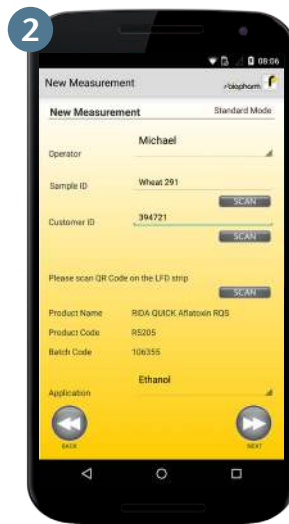 2
08:06
New Measurement r-biopharm
New Measurement Standard Mode
Operator Michael
Sample ID Wheat 291
SCAN
Customer ID 394721
SCAN
Please scan QR Code on the LFD strip
SCAN
Product Name RIDA QUICK Aflatoxin RQS
Product Code R5205
Batch Code 106355
Application Ethanol
BACK NEXT